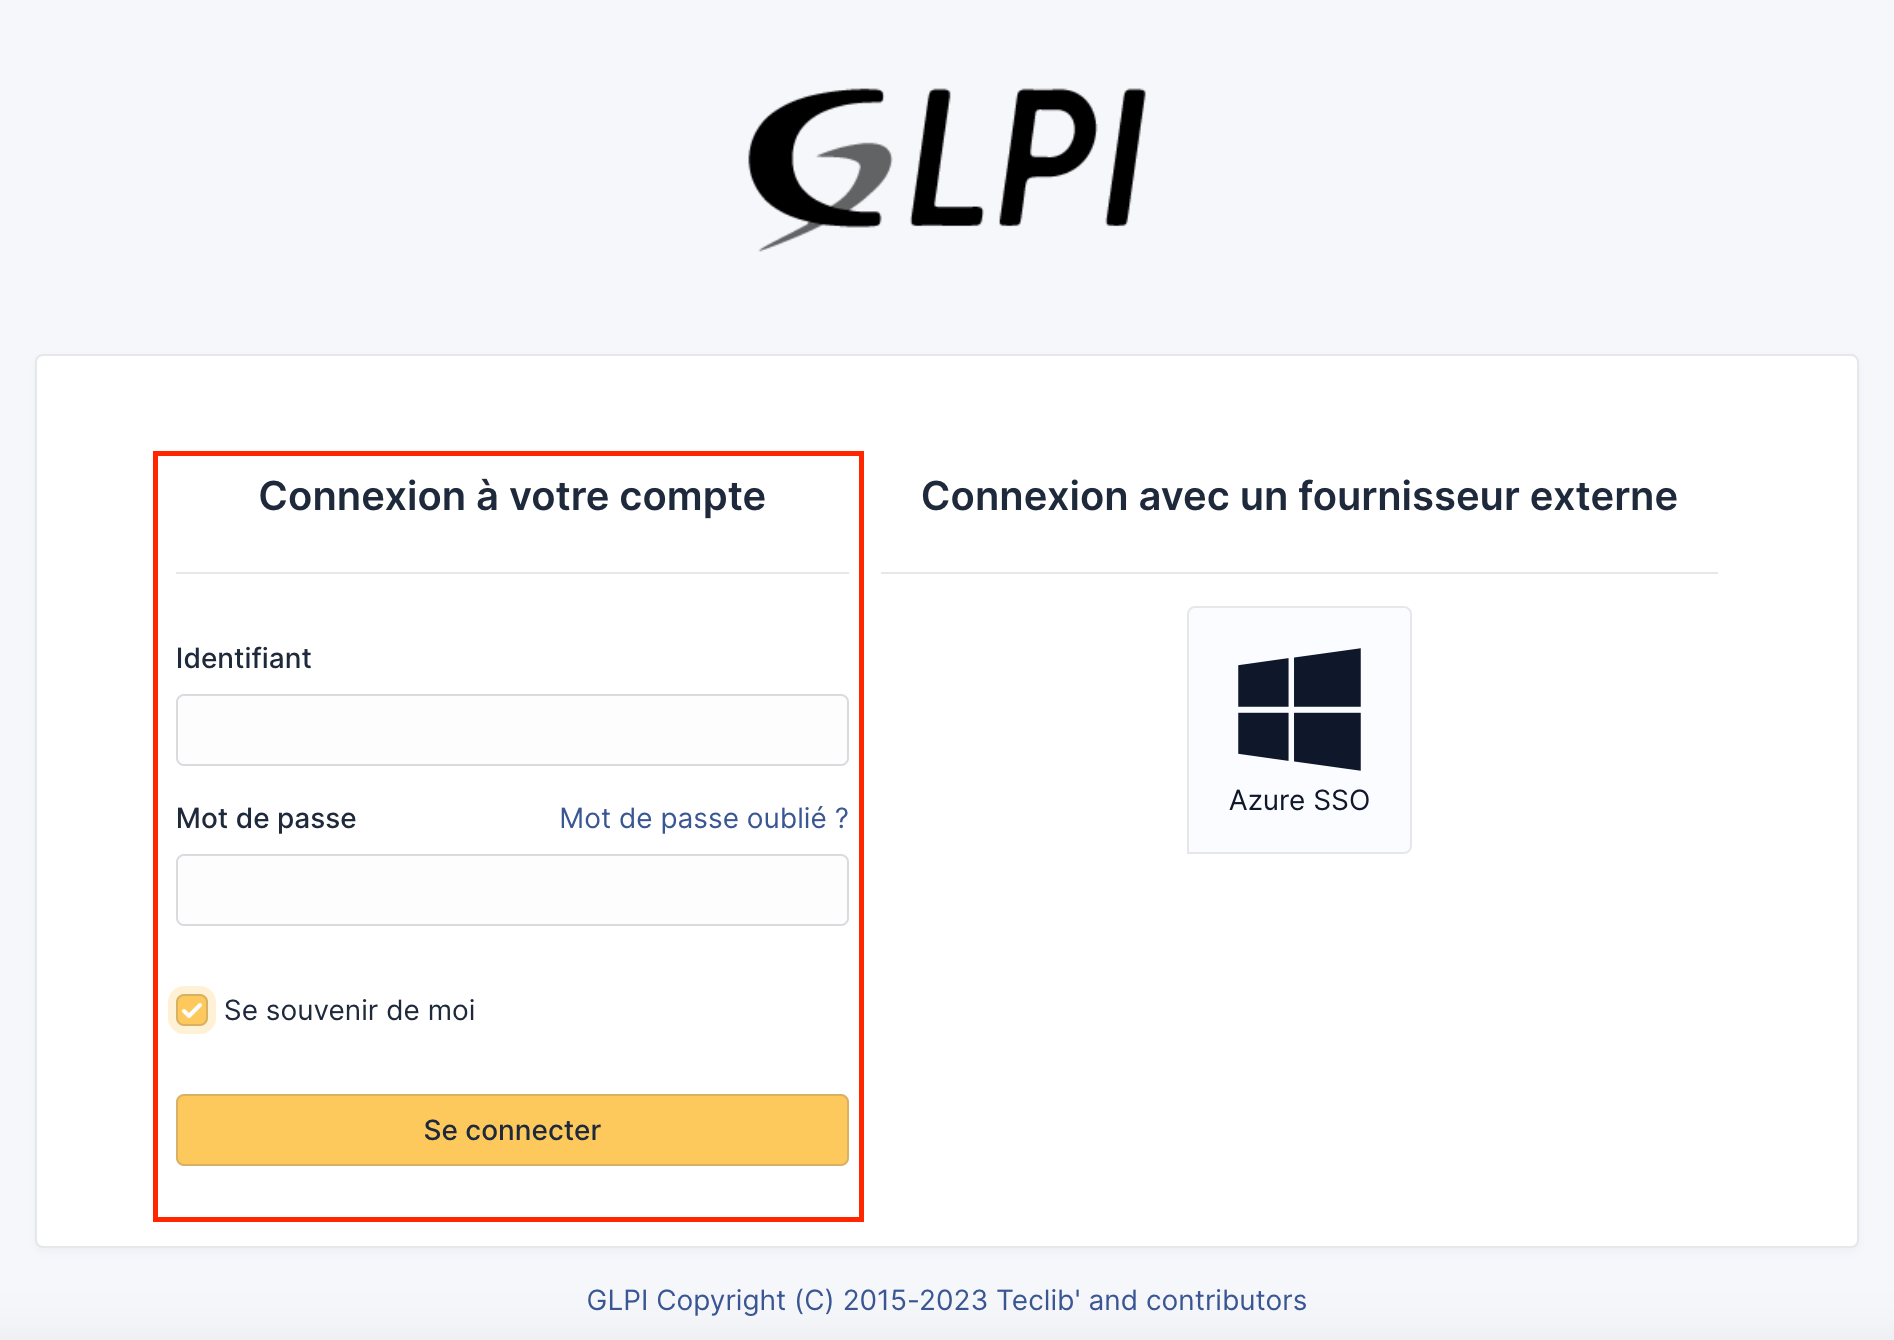 GLPI
Connexion à votre compte
Identifiant
Mot de passe
Mot de passe oublié ?
Se souvenir de moi
Se connecter
Connexion avec un fournisseur externe
Azure SSO
GLPI Copyright (C) 2015-2023 Teclib' and contributors